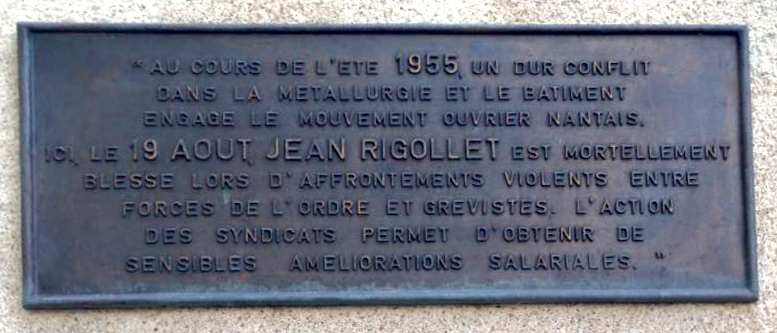 " AU COURS DE L'ETE 1955, UN DUR CONFLIT
DANS LA METALLURGIE ET LE BATIMENT
ENGAGE LE MOUVEMENT OUVRIER NANTAIS.
ICI, LE 19 AOUT, JEAN RIGOLLET EST MORTELLEMENT
BLESSE LORS D'AFFRONTEMENTS VIOLENTS ENTRE
FORCES DE L'ORDRE ET GREVISTES. L'ACTION
DES SYNDICATS PERMET D'OBTENIR DE
SENSIBLES AMELIORATIONS SALARIALES. "